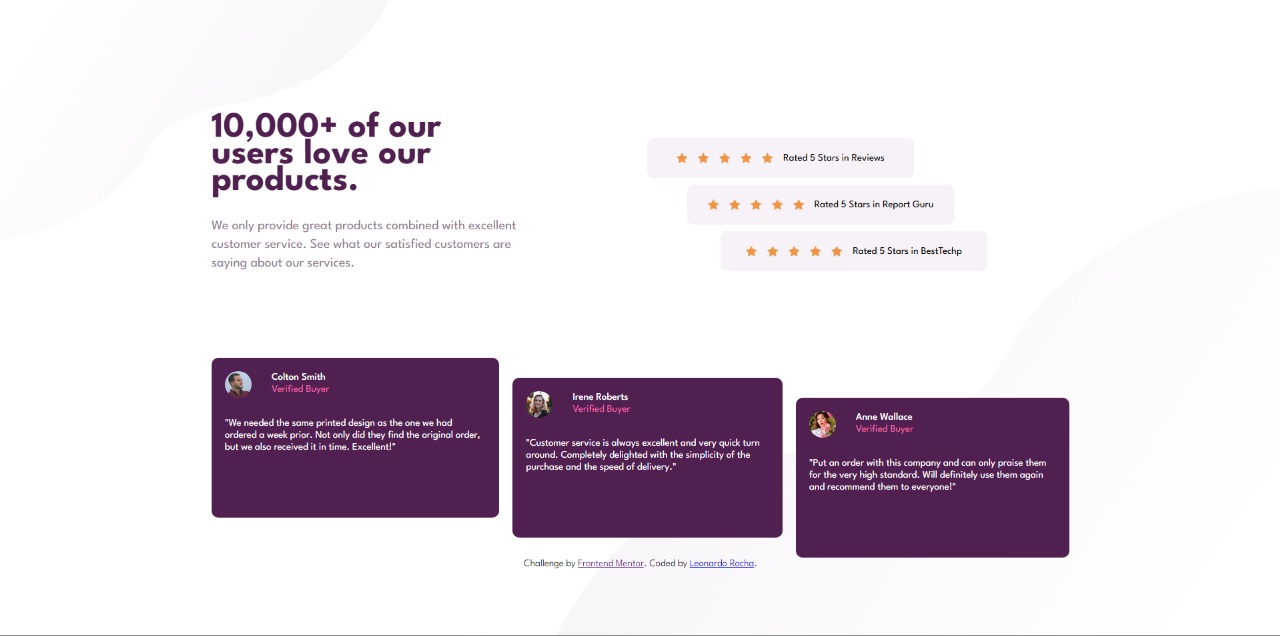 10,000+ of our
users love our
products.
We only provide great products combined with excellent
customer service. See what our satisfied customers are
saying about our services.
Rated 5 Stars in Reviews
Rated 5 Stars in Report Guru
Rated 5 Stars in BestTechp
Colton Smith
Verified Buyer
"We needed the same printed design as the one we had
ordered a week prior. Not only did they find the original order,
but we also received it in time. Excellent!"
Irene Roberts
Verified Buyer
"Customer service is always excellent and very quick turn
around. Completely delighted with the simplicity of the
purchase and the speed of delivery."
Anne Wallace
Verified Buyer
"Put an order with this company and can only praise them
for the very high standard. Will definitely use them again
and recommend them to everyone!"
Challenge by Frontend Mentor. Coded by Leonardo Rocha.